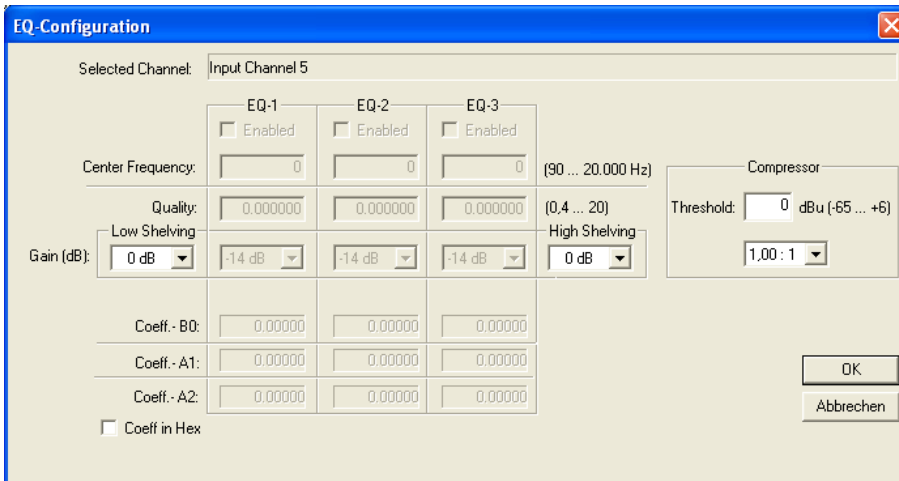 EQ-Configuration
Selected Channel: Input Channel 5
EQ-1 EQ-2 EQ-3
Enabled Enabled Enabled
Center Frequency: 0 0 0 (90 ... 20.000 Hz)
Compressor
Quality: 0.000000 0.000000 0.000000 (0,4 ... 20)
Threshold: 0 dBu (-65 ... +6)
Low Shelving High Shelving
Gain (dB): 0 dB -14 dB -14 dB -14 dB 0 dB
1,00 : 1
Coeff.- B0: 0.00000 0.00000 0.00000
Coeff.- A1: 0.00000 0.00000 0.00000
Coeff.- A2: 0.00000 0.00000 0.00000
Coeff in Hex
OK
Abbrechen